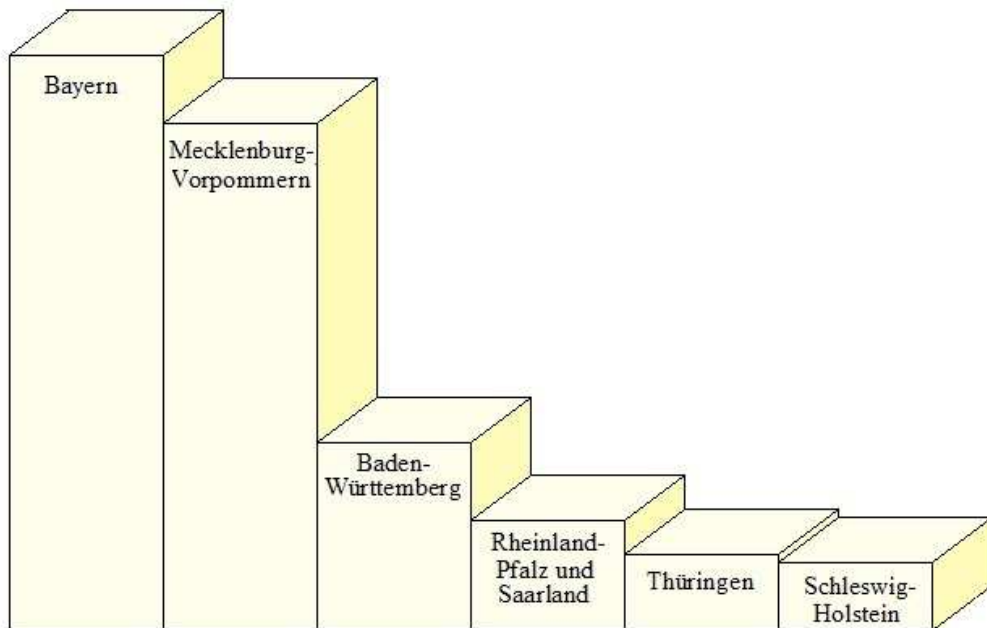 Bayern
Mecklenburg-
Vorpommern
Baden-
Württemberg
Rheinland-
Pfalz und
Saarland
Thüringen
Schleswig-
Holstein